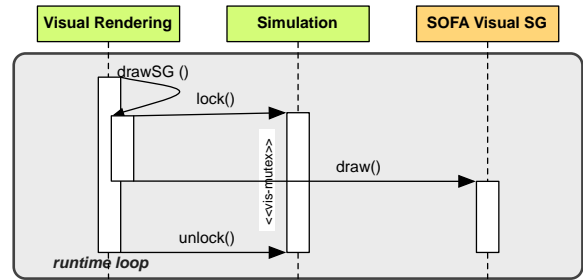 Visual Rendering
Simulation
SOFA Visual SG
drawSG ()
lock()
<<vis-mutex>>
draw()
unlock()
runtime loop